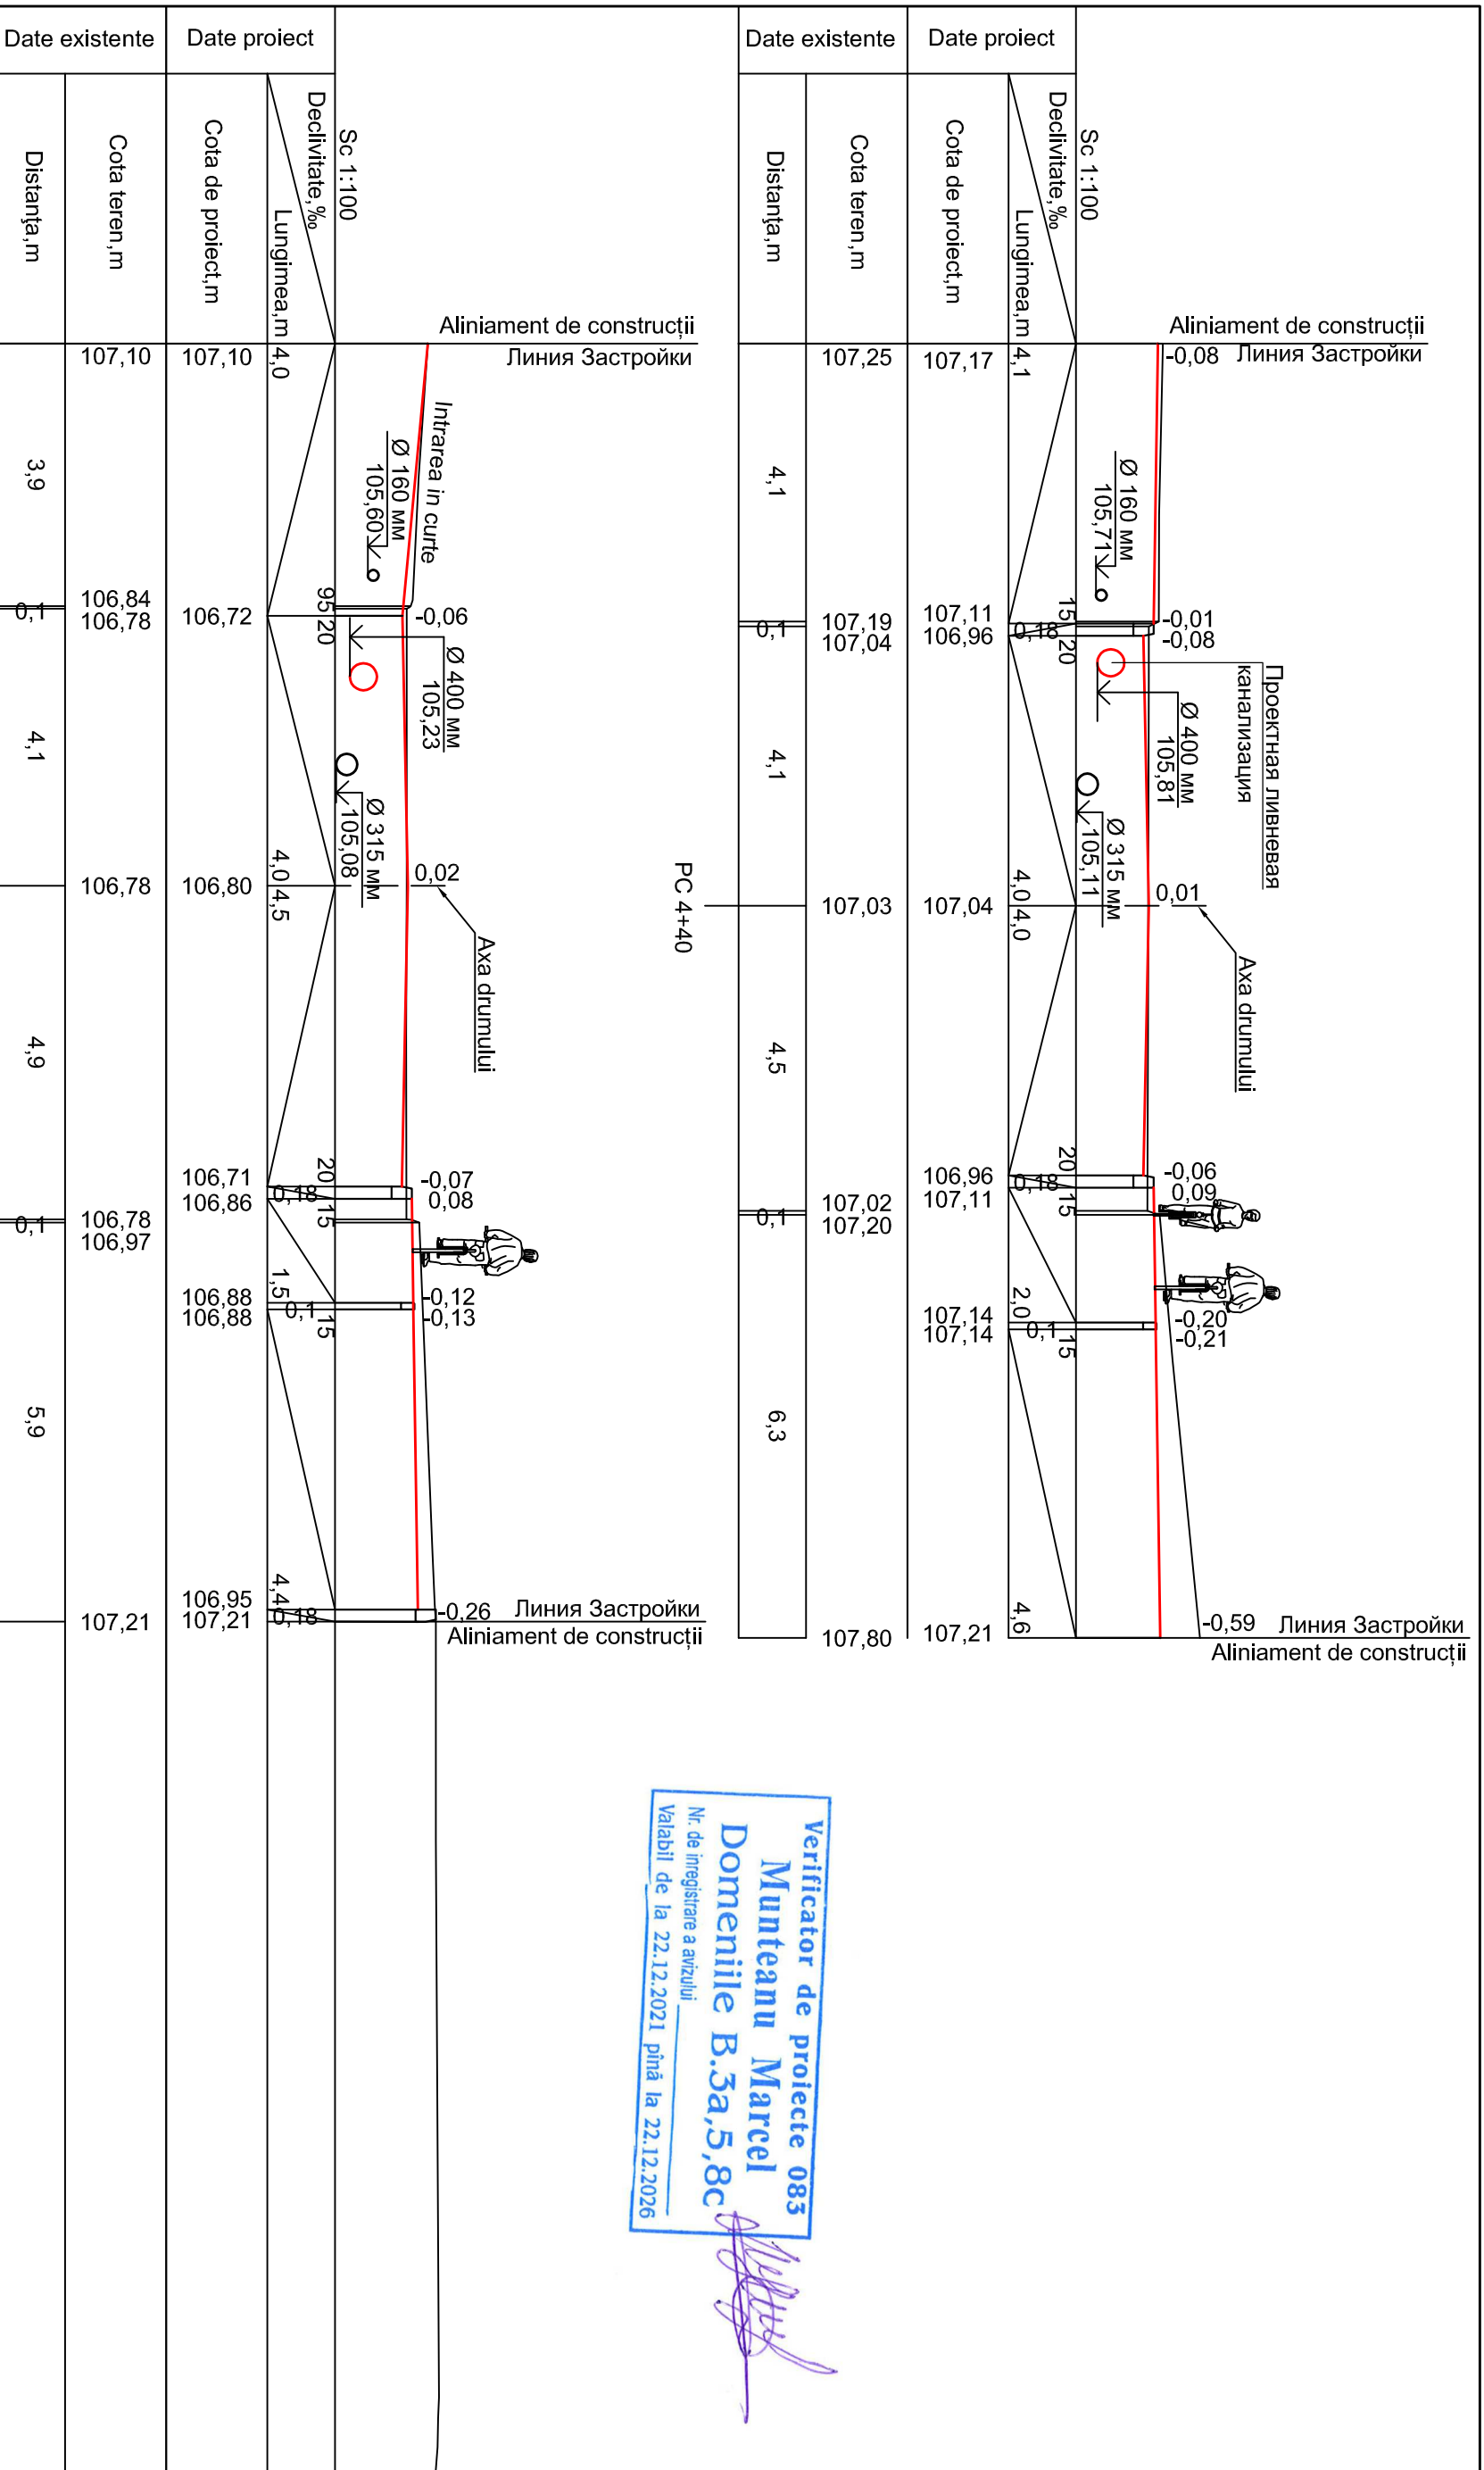 Aliniament de construcții
-0,08 Линия Застройки
Проектная ливневая
канализация
Ø 400 мм
105,81
Ø 160 мм
105,71
Ø 315 мм
105,11
Axa drumului
0,01
-0,01
-0,08
-0,06
0,09
-0,20
-0,21
-0,59 Линия Застройки
Aliniament de construcții
Sc 1:100
Date proiect
Declivitate,‰
Lungimea,m
15
20
20
15
15
4,1
0,18
4,0
4,0
0,18
2,0
0,1
4,6
Cota de proiect,m
107,17
107,11
106,96
107,04
106,96
107,11
107,14
107,14
107,21
Date existente
Cota teren,m
107,25
107,19
107,04
107,03
107,02
107,20
107,80
Distanța,m
4,1
0,1
4,1
4,5
0,1
6,3
PC 4+40
Aliniament de construcții
Линия Застройки
Intrarea in curte
Ø 160 мм
105,60
Ø 400 мм
105,23
Ø 315 мм
105,08
Axa drumului
-0,06
0,02
-0,07
0,08
-0,12
-0,13
-0,26 Линия Застройки
Aliniament de construcții
Sc 1:100
Date proiect
Declivitate,‰
Lungimea,m
95
20
20
15
15
4,0
4,0
4,5
0,18
1,5
0,1
4,4
0,18
Cota de proiect,m
107,10
106,72
106,80
106,71
106,86
106,88
106,88
106,95
107,21
Date existente
Cota teren,m
107,10
106,84
106,78
106,78
106,78
106,97
107,21
Distanța,m
3,9
0,1
4,1
4,9
0,1
5,9
Verificator de proiecte 083
Munteanu Marcel
Domeniile B.3a,5,8c
Nr. de inregistrare a avizului
Valabil de la 22.12.2021 pînă la 22.12.2026